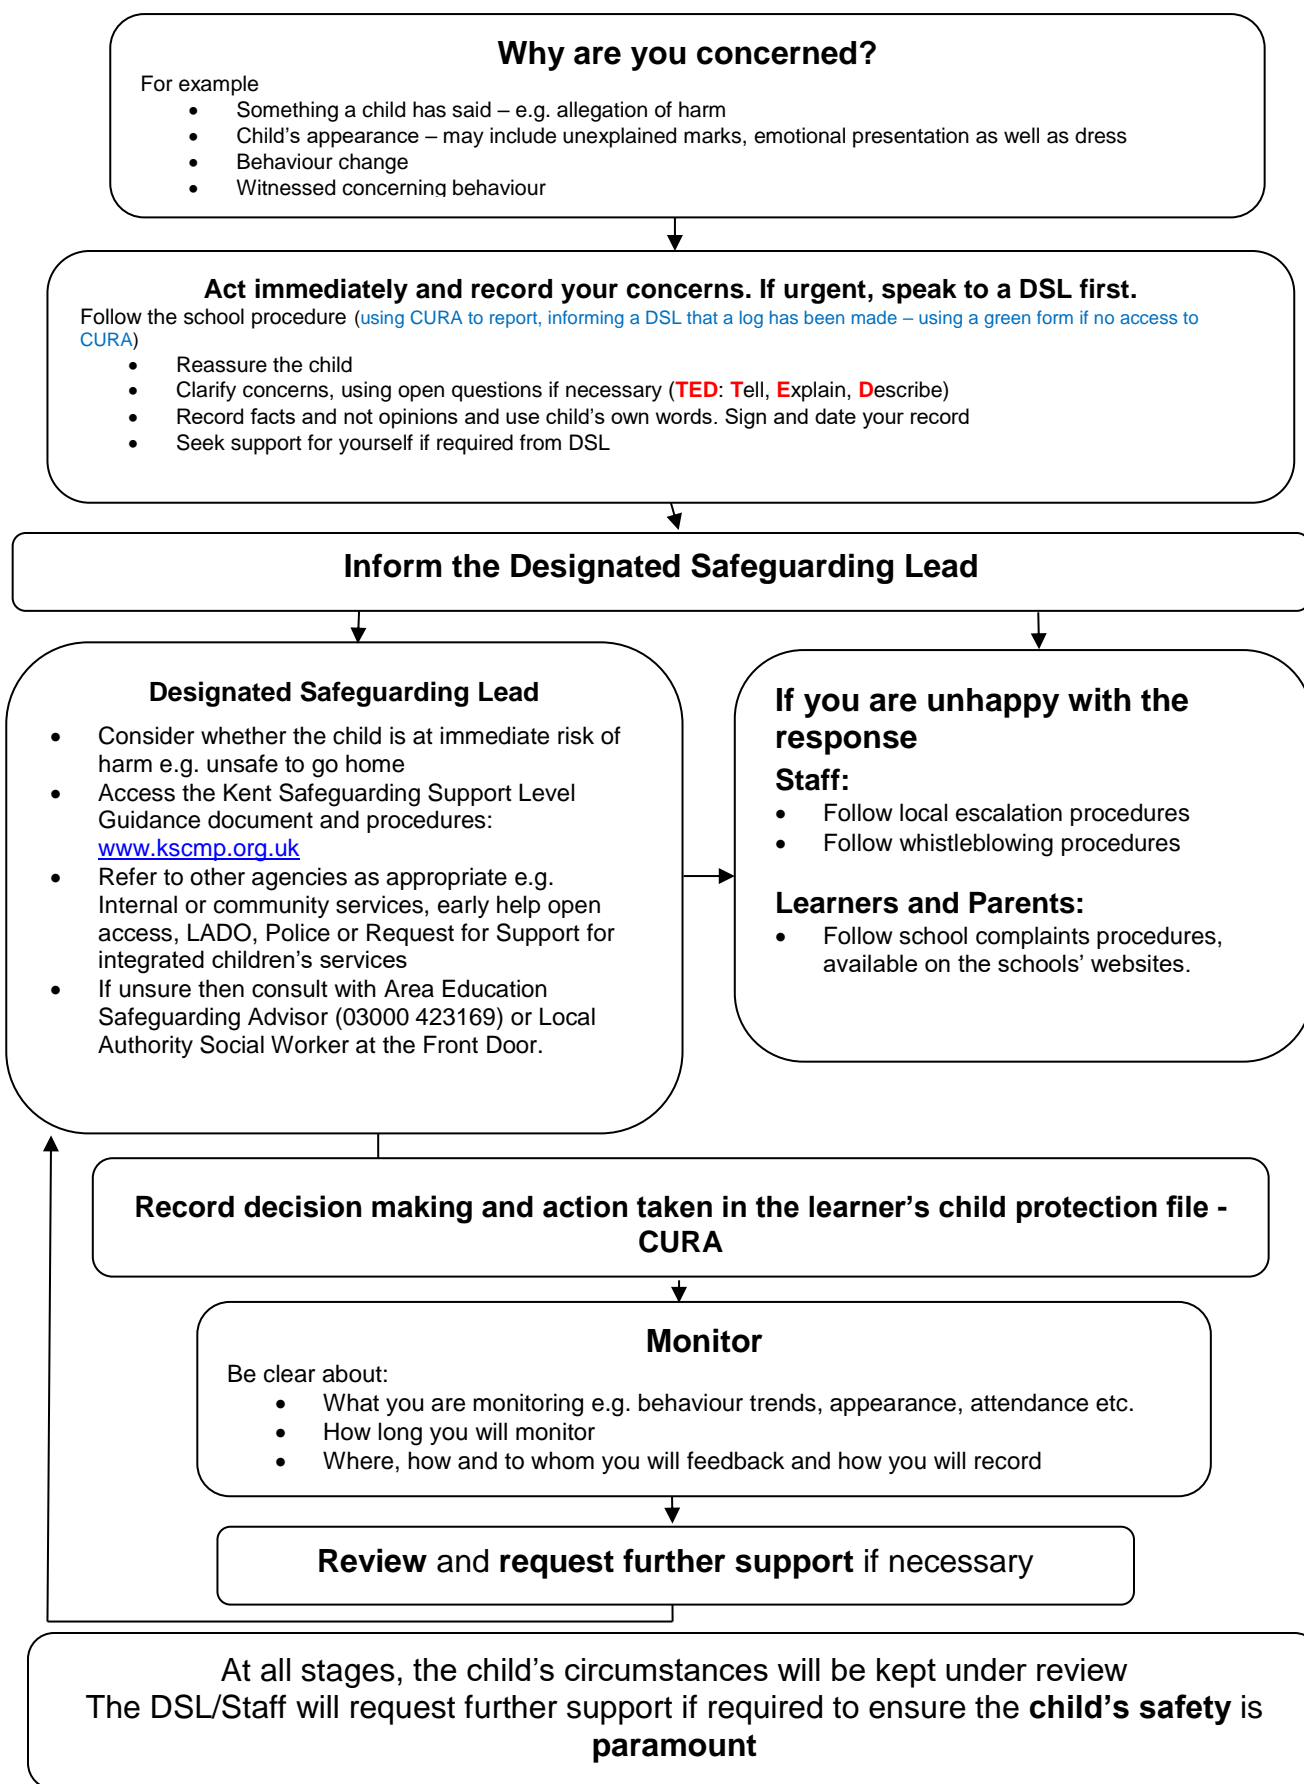 Why are you concerned?
For example
• Something a child has said – e.g. allegation of harm
• Child's appearance – may include unexplained marks, emotional presentation as well as dress
• Behaviour change
• Witnessed concerning behaviour
Act immediately and record your concerns. If urgent, speak to a DSL first.
Follow the school procedure (using CURA to report, informing a DSL that a log has been made – using a green form if no access to
CURA)
• Reassure the child
• Clarify concerns, using open questions if necessary (TED: Tell, Explain, Describe)
• Record facts and not opinions and use child's own words. Sign and date your record
• Seek support for yourself if required from DSL
Inform the Designated Safeguarding Lead
Designated Safeguarding Lead
• Consider whether the child is at immediate risk of
harm e.g. unsafe to go home
• Access the Kent Safeguarding Support Level
Guidance document and procedures:
www.kscmp.org.uk
• Refer to other agencies as appropriate e.g.
Internal or community services, early help open
access, LADO, Police or Request for Support for
integrated children's services
• If unsure then consult with Area Education
Safeguarding Advisor (03000 423169) or Local
Authority Social Worker at the Front Door.
If you are unhappy with the
response
Staff:
• Follow local escalation procedures
• Follow whistleblowing procedures
Learners and Parents:
• Follow school complaints procedures,
available on the schools' websites.
Record decision making and action taken in the learner's child protection file -
CURA
Monitor
Be clear about:
• What you are monitoring e.g. behaviour trends, appearance, attendance etc.
• How long you will monitor
• Where, how and to whom you will feedback and how you will record
Review and request further support if necessary
At all stages, the child's circumstances will be kept under review
The DSL/Staff will request further support if required to ensure the child's safety is
paramount